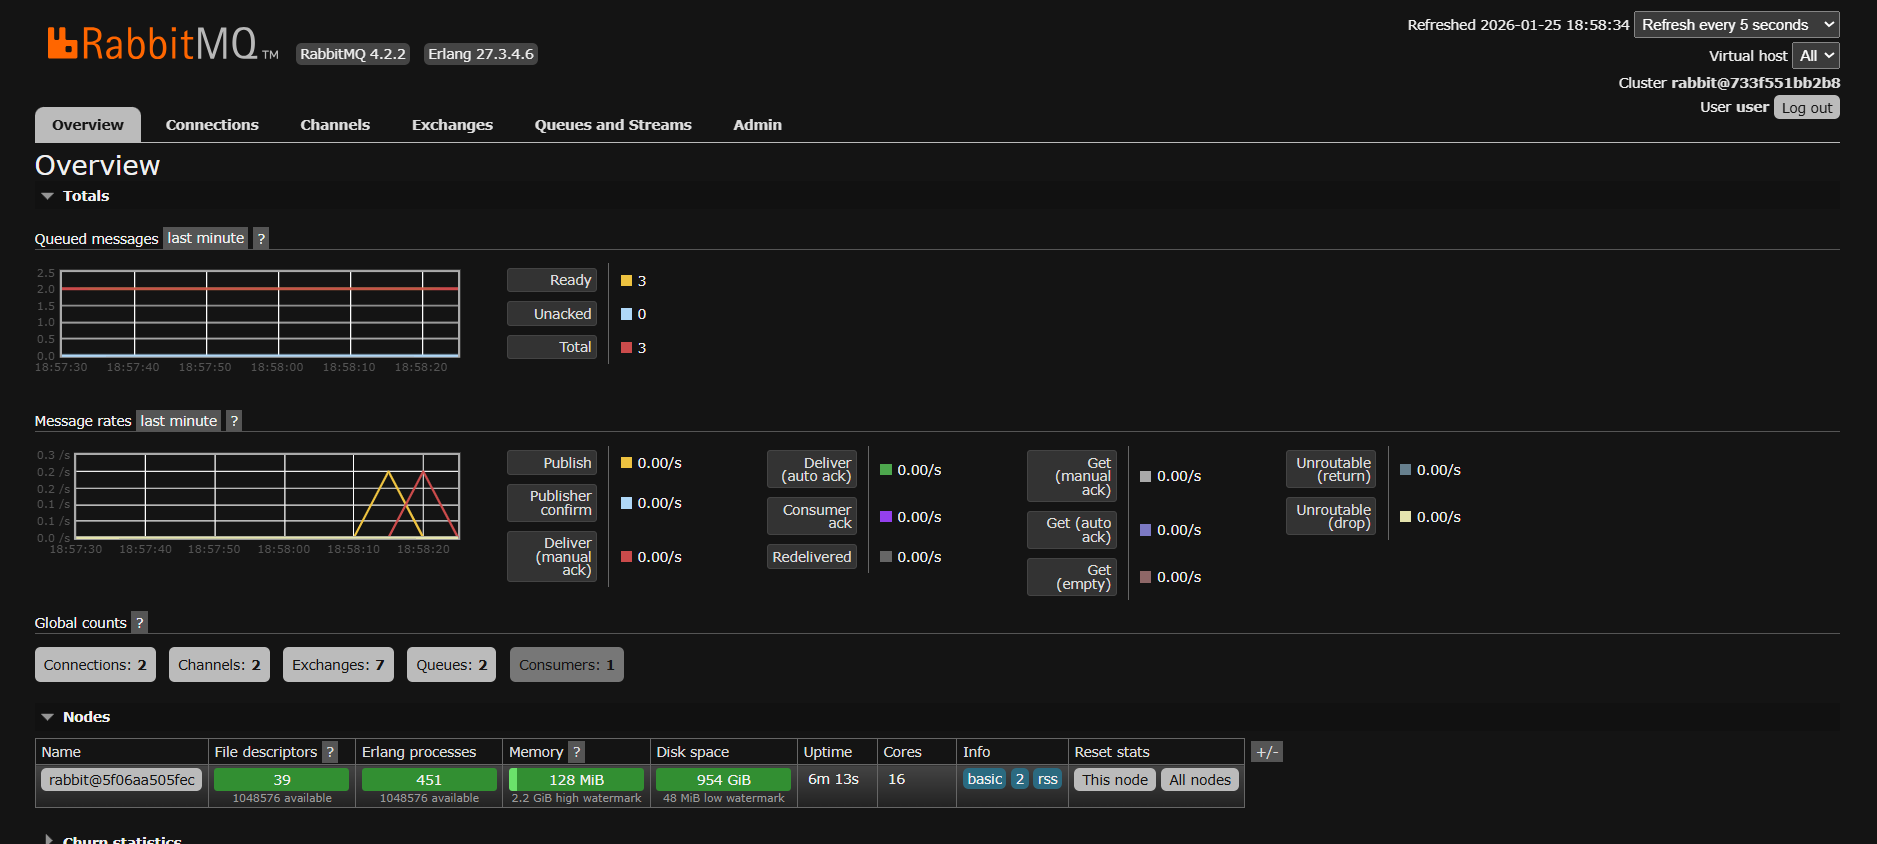 RabbitMQ TM RabbitMQ 4.2.2 Erlang 27.3.4.6
Refreshed 2026-01-25 18:58:34 Refresh every 5 seconds
Virtual host All
Cluster rabbit@733f551bb2b8
User user Log out
Overview Connections Channels Exchanges Queues and Streams Admin
Overview
Totals
Queued messages last minute ?
2.5
2.0
1.5
1.0
0.5
0.0
18:57:30 18:57:40 18:57:50 18:58:00 18:58:10 18:58:20
Ready 3
Unacked 0
Total 3
Message rates last minute ?
0.3 /s
0.2 /s
0.2 /s
0.1 /s
0.1 /s
0.0 /s
18:57:30 18:57:40 18:57:50 18:58:00 18:58:10 18:58:20
Publish 0.00/s
Publisher
confirm 0.00/s
Deliver
(manual
ack) 0.00/s
Deliver
(auto ack) 0.00/s
Consumer
ack 0.00/s
Redelivered 0.00/s
Get
(manual
ack) 0.00/s
Get (auto
ack) 0.00/s
Get
(empty) 0.00/s
Unroutable
(return) 0.00/s
Unroutable
(drop) 0.00/s
Global counts ?
Connections: 2 Channels: 2 Exchanges: 7 Queues: 2 Consumers: 1
Nodes
Name File descriptors ? Erlang processes Memory ? Disk space Uptime Cores Info Reset stats +/-
rabbit@5f06aa505fec 39 451 128 MiB 954 GiB 6m 13s 16 basic 2 rss This node All nodes
1048576 available 1048576 available 2.2 GiB high watermark 48 MiB low watermark
Churn statistics